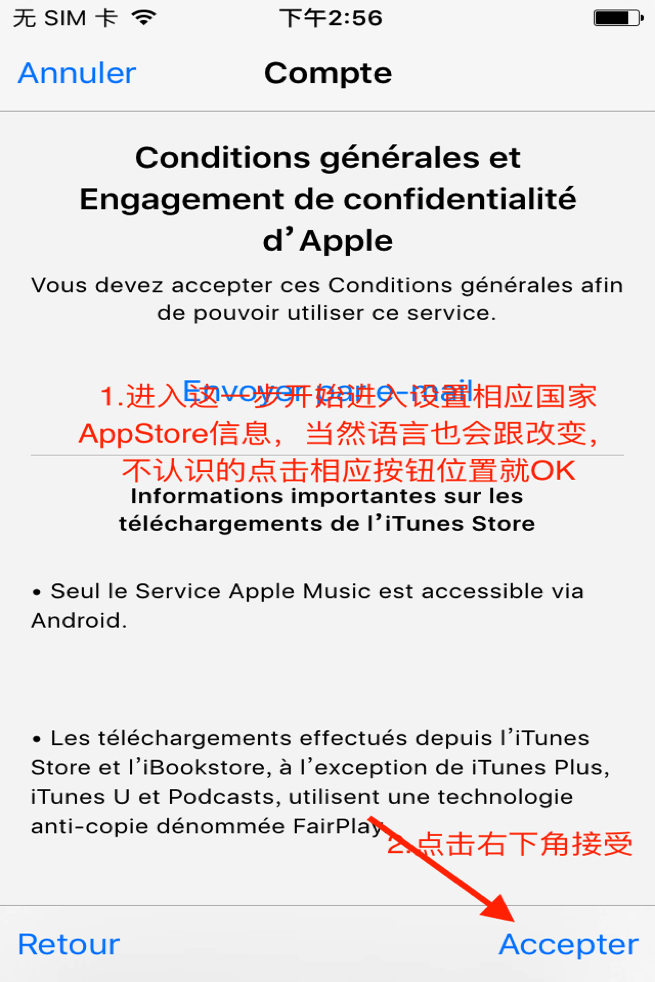 无 SIM 卡 下午2:56
Annuler Compte
Conditions générales et
Engagement de confidentialité
d’Apple
Vous devez accepter ces Conditions générales afin
de pouvoir utiliser ce service.
Envoyer par e-mail
1.进入这一步开始进入设置相应国家
AppStore信息，当然语言也会跟改变，
不认识的点击相应按钮位置就OK
Informations importantes sur les
téléchargements de l’iTunes Store
• Seul le Service Apple Music est accessible via
Android.
• Les téléchargements effectués depuis l’iTunes
Store et l’iBookstore, à l’exception de iTunes Plus,
iTunes U et Podcasts, utilisent une technologie
anti-copie dénommée FairPlay
2.点击右下角接受
Retour Accepter